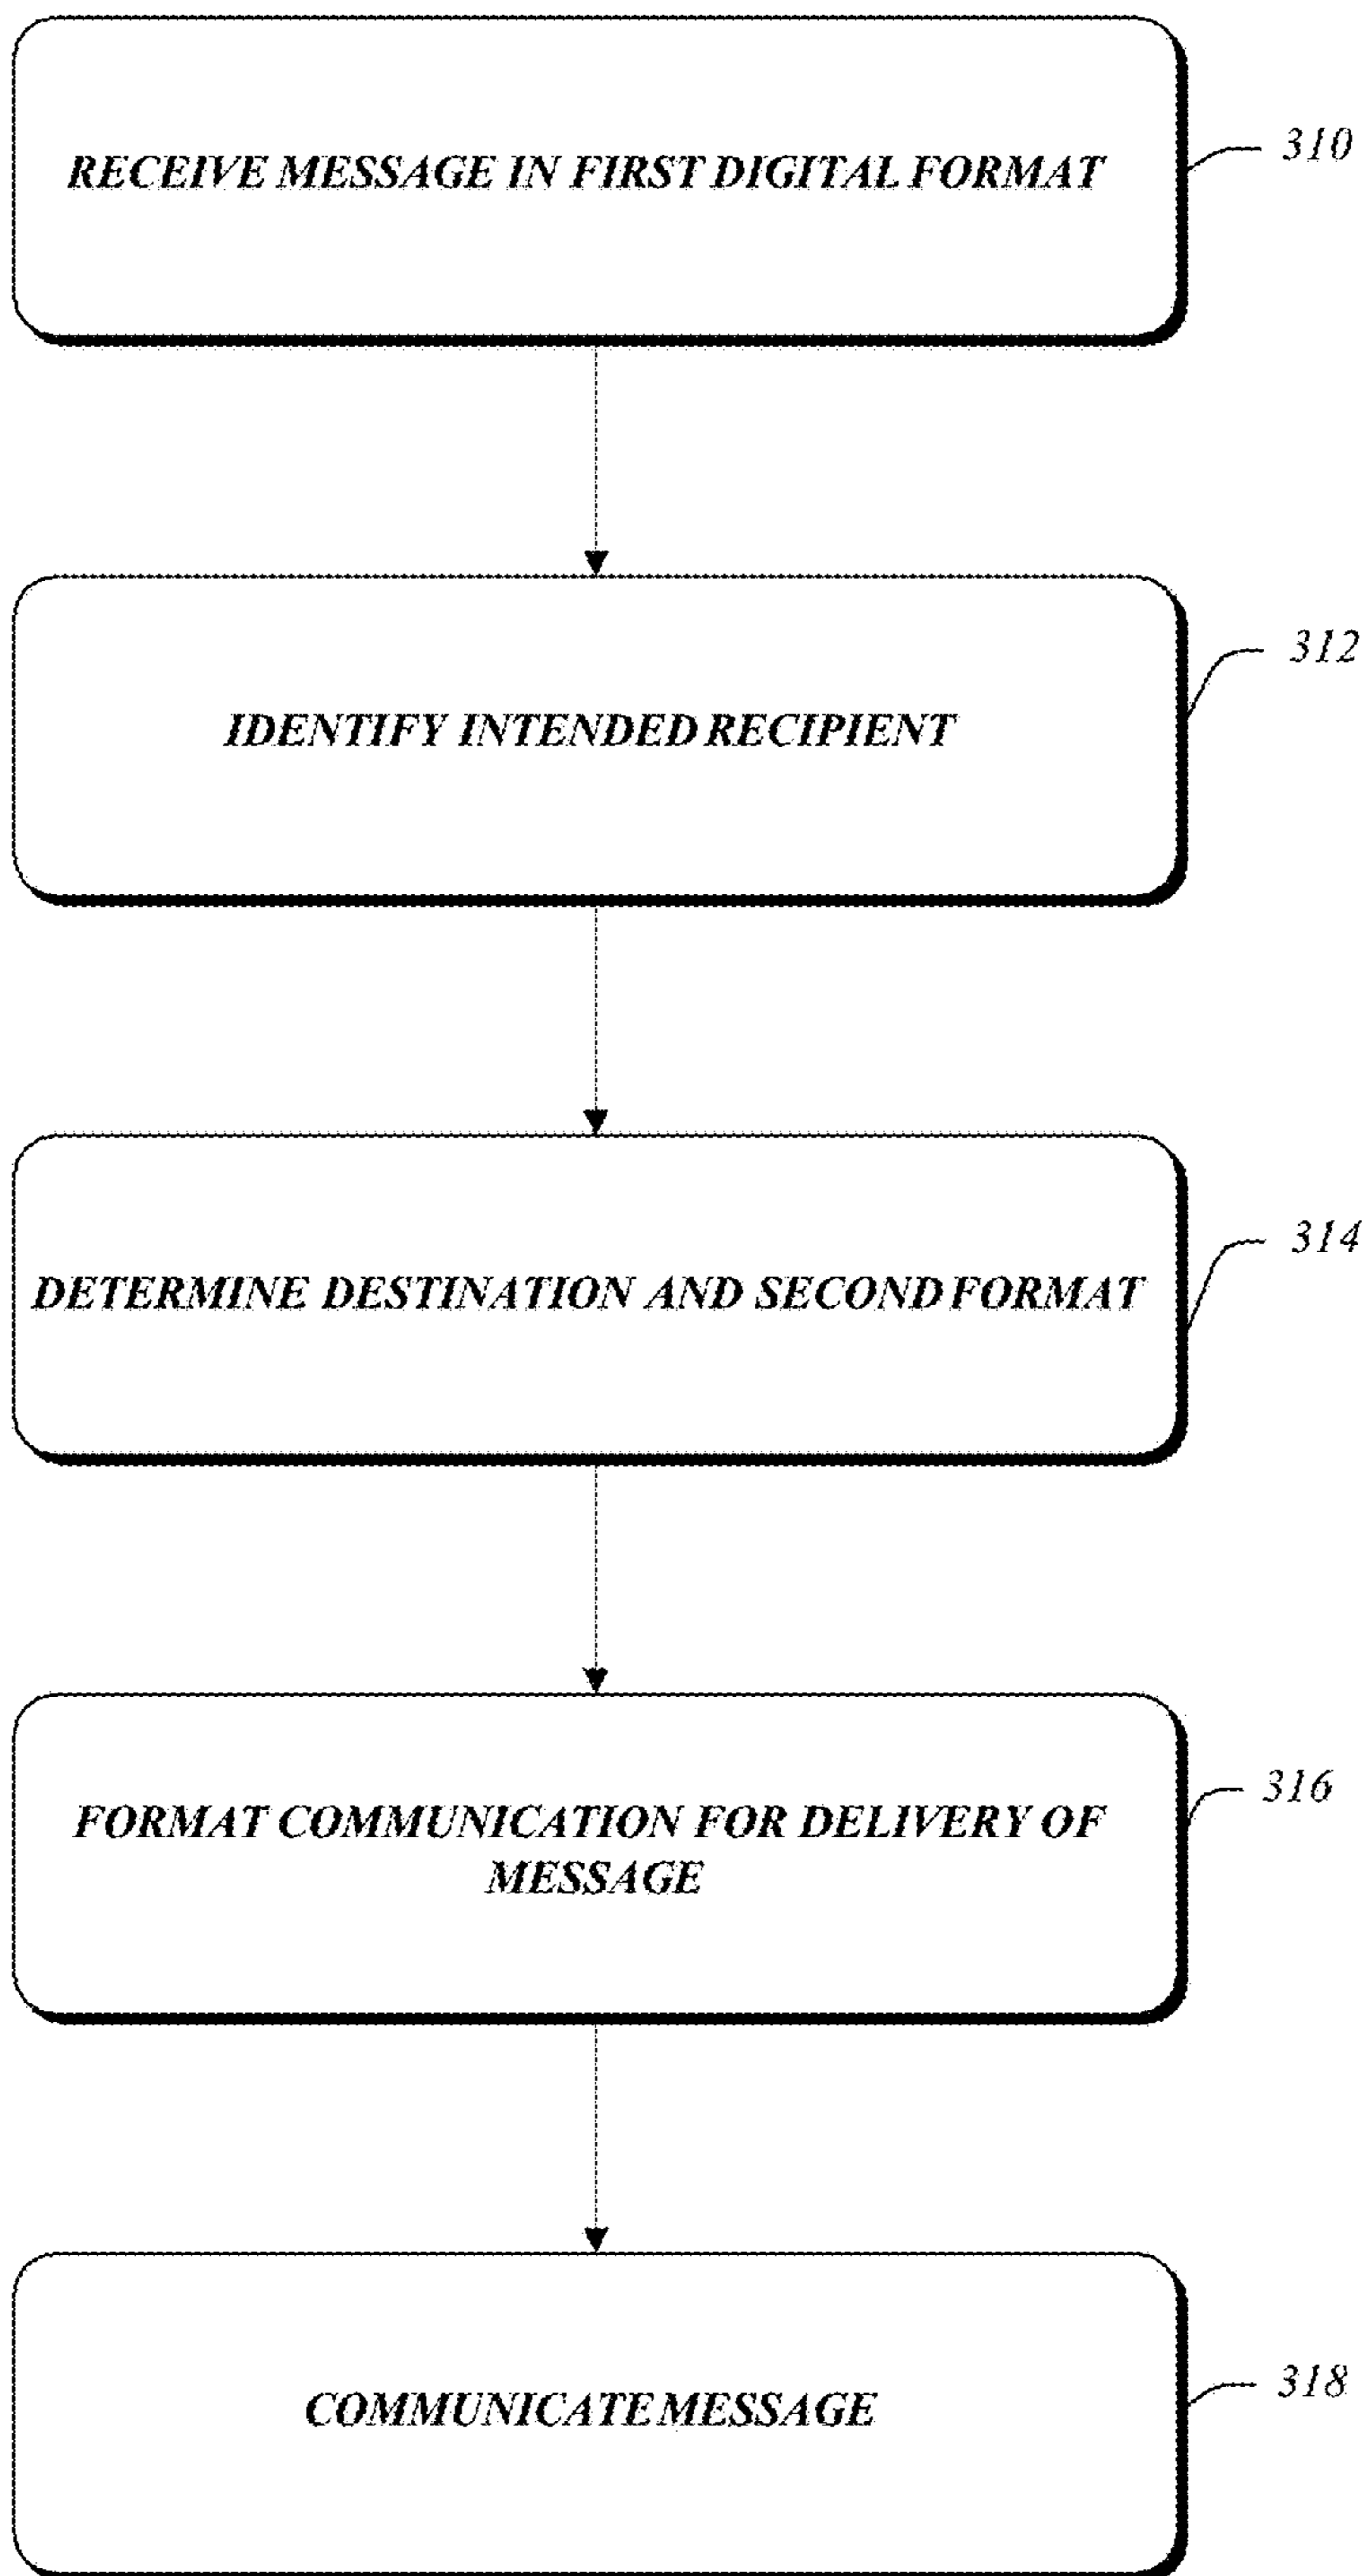 RECEIVE MESSAGE IN FIRST DIGITAL FORMAT
310
IDENTIFY INTENDED RECIPIENT
312
DETERMINE DESTINATION AND SECOND FORMAT
314
FORMAT COMMUNICATION FOR DELIVERY OF
MESSAGE
316
COMMUNICATE MESSAGE
318